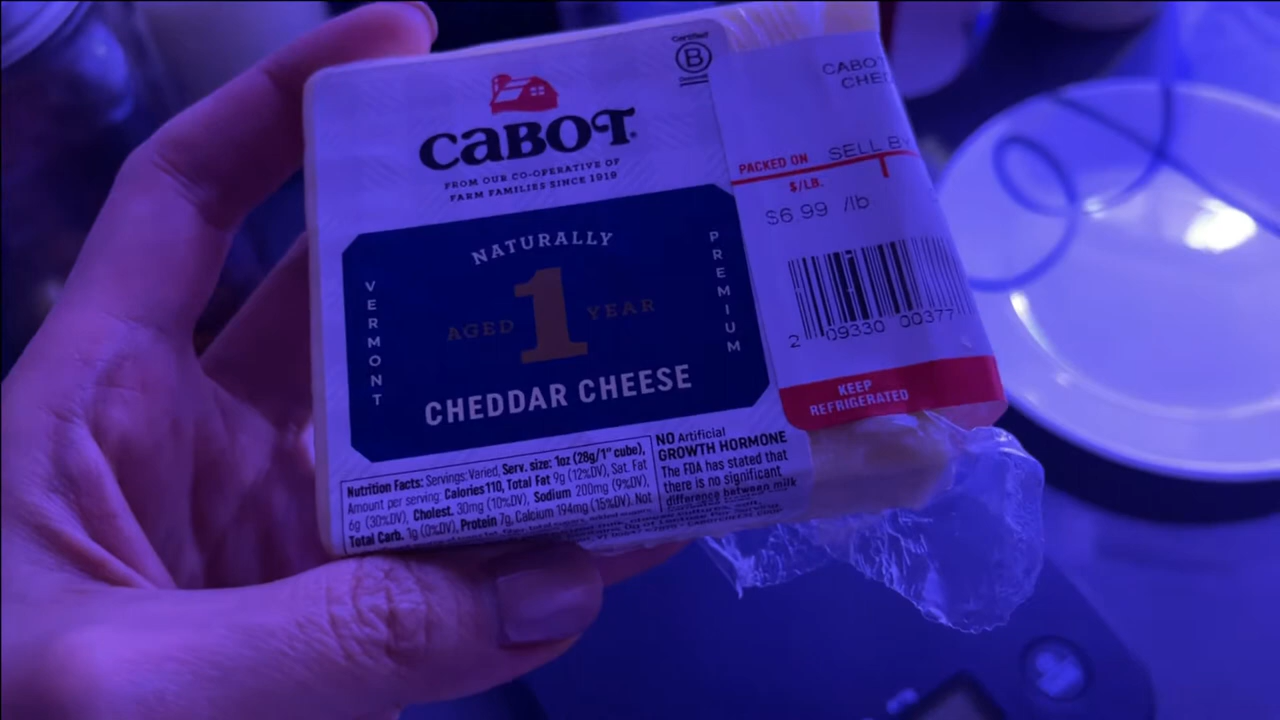 Certified
B
CABOT
FROM OUR CO-OPERATIVE OF
FARM FAMILIES SINCE 1919
NATURALLY
AGED 1 YEAR
VERMONT
PREMIUM
CHEDDAR CHEESE
Nutrition Facts: Servings: Varied, Serv. size: 1oz (28g/1" cube),
Amount per serving: Calories 110, Total Fat 9g (12%DV), Sat. Fat
6g (30%DV), Cholest. 30mg (10%DV), Sodium 200mg (9%DV),
Total Carb. 1g (0%DV), Protein 7g, Calcium 194mg (15%DV). Not
NO Artificial
GROWTH HORMONE
The FDA has stated that
there is no significant
difference between milk
CABOT
CHED
PACKED ON SELL BY
$/LB.
$6 99 /lb
2 09330 00377
KEEP
REFRIGERATED